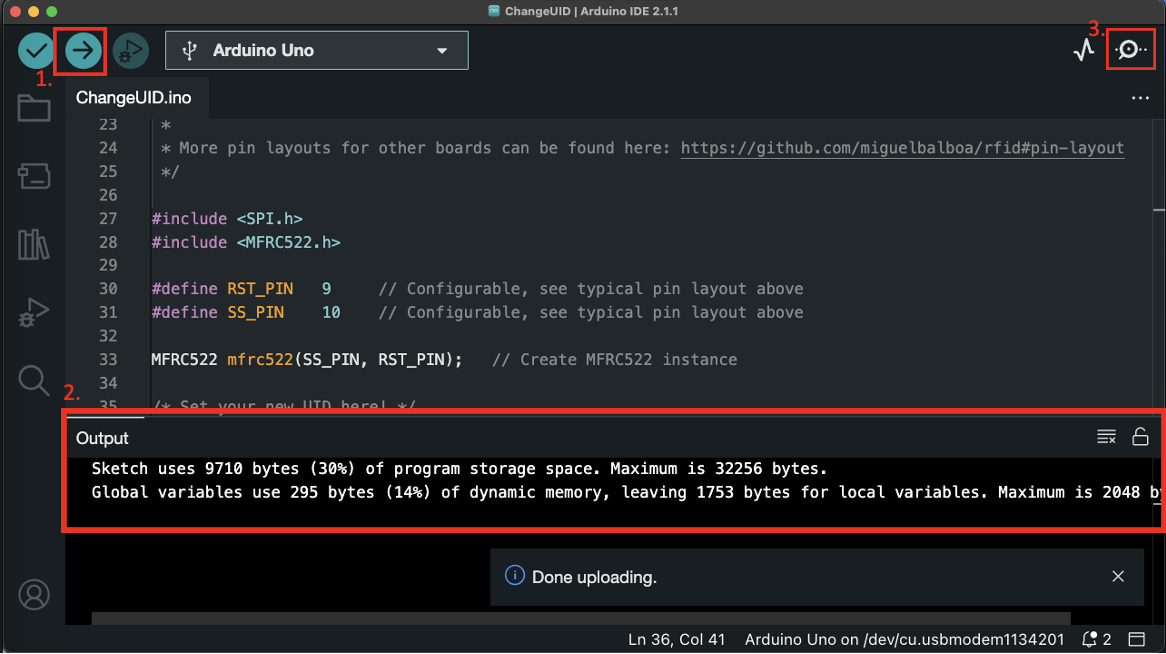 ChangeUID | Arduino IDE 2.1.1
1.
Arduino Uno
3.
ChangeUID.ino
23 *
24 * More pin layouts for other boards can be found here: https://github.com/miguelbalboa/rfid#pin-layout
25 */
26
27 #include <SPI.h>
28 #include <MFRC522.h>
29
30 #define RST_PIN   9     // Configurable, see typical pin layout above
31 #define SS_PIN    10    // Configurable, see typical pin layout above
32
33 MFRC522 mfrc522(SS_PIN, RST_PIN);   // Create MFRC522 instance
34
35 /* Set your new UID here! */
2.
Output
Sketch uses 9710 bytes (30%) of program storage space. Maximum is 32256 bytes.
Global variables use 295 bytes (14%) of dynamic memory, leaving 1753 bytes for local variables. Maximum is 2048 b
Done uploading.
Ln 36, Col 41 Arduino Uno on /dev/cu.usbmodem1134201 2